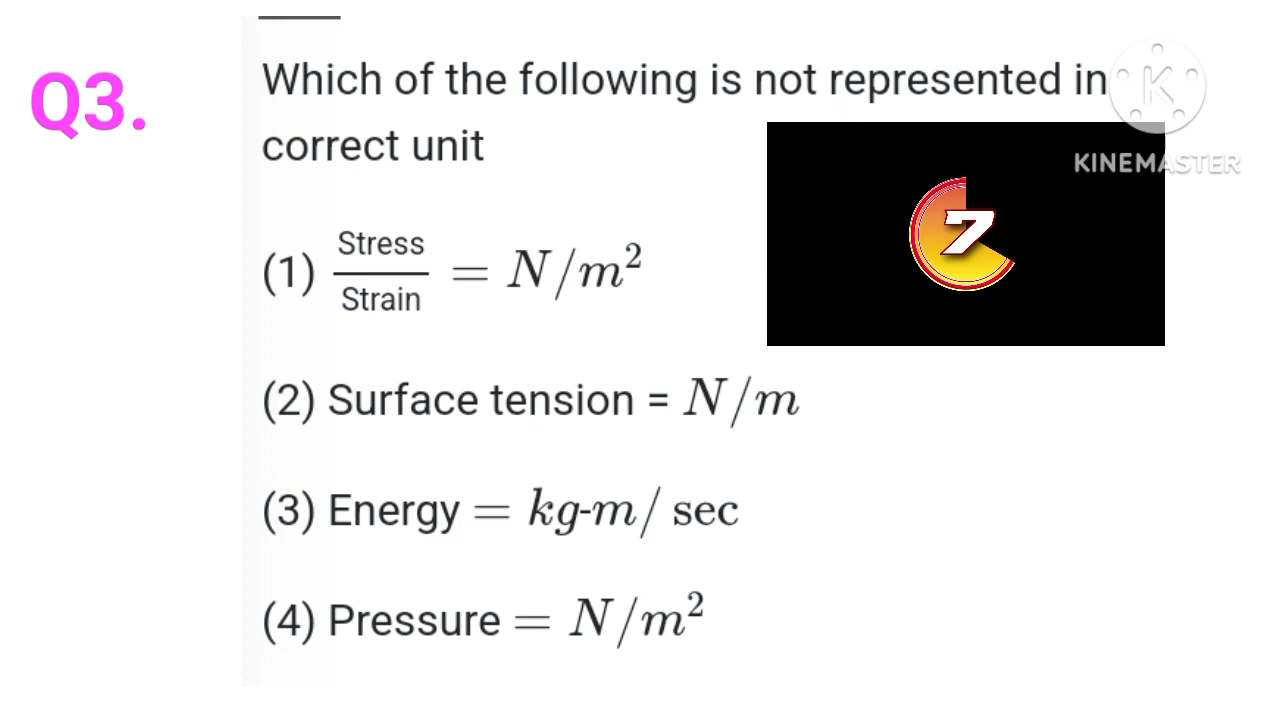 Q3.
Which of the following is not represented in
correct unit
K
KINEMASTER
7
(1) Stress/Strain = N/m²
(2) Surface tension = N/m
(3) Energy = kg-m/ sec
(4) Pressure = N/m²